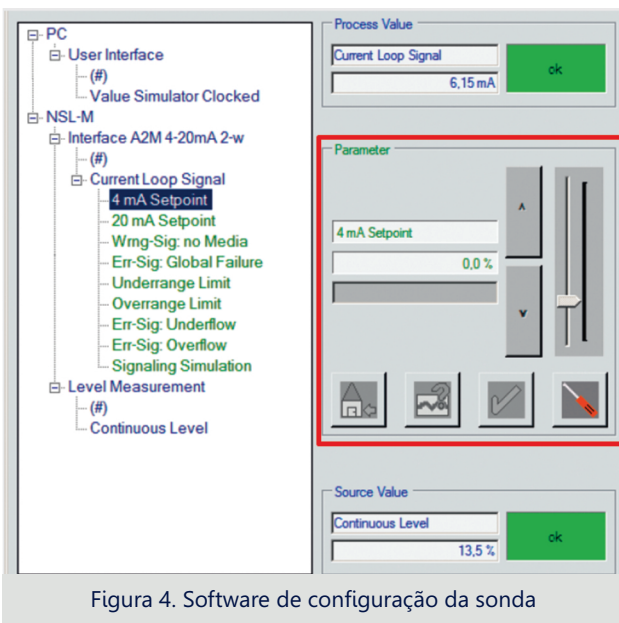 PC
User Interface
(#)
Value Simulator Clocked
NSL-M
Interface A2M 4-20mA 2-w
(#)
Current Loop Signal
4 mA Setpoint
20 mA Setpoint
Wrng-Sig: no Media
Err-Sig: Global Failure
Underrange Limit
Overrange Limit
Err-Sig: Underflow
Err-Sig: Overflow
Signaling Simulation
Level Measurement
(#)
Continuous Level
Process Value
Current Loop Signal
6,15 mA
ok
Parameter
4 mA Setpoint
0,0 %
Source Value
Continuous Level
13,5 %
ok
Figura 4. Software de configuração da sonda